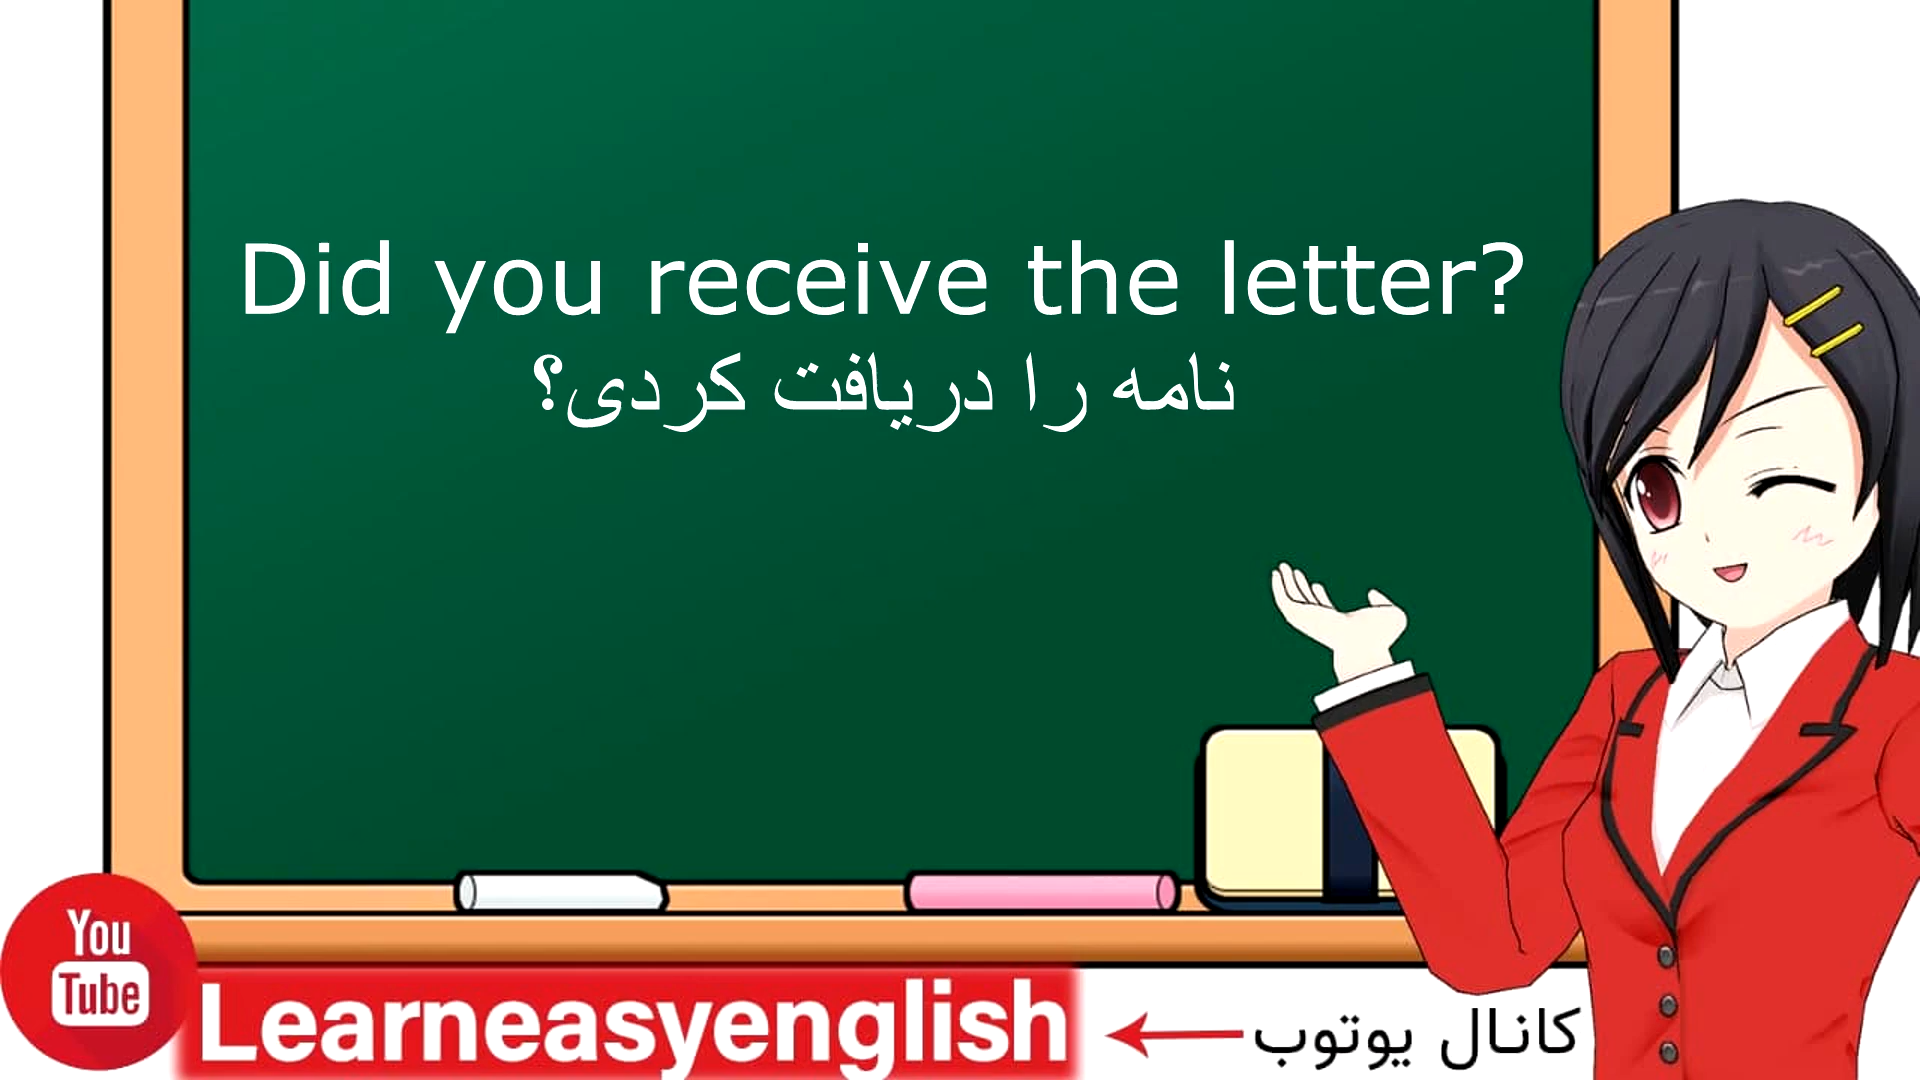 Did you receive the letter?
نامه را دریافت کردی؟
You
Tube
Learneasyenglish
کانال یوتوب